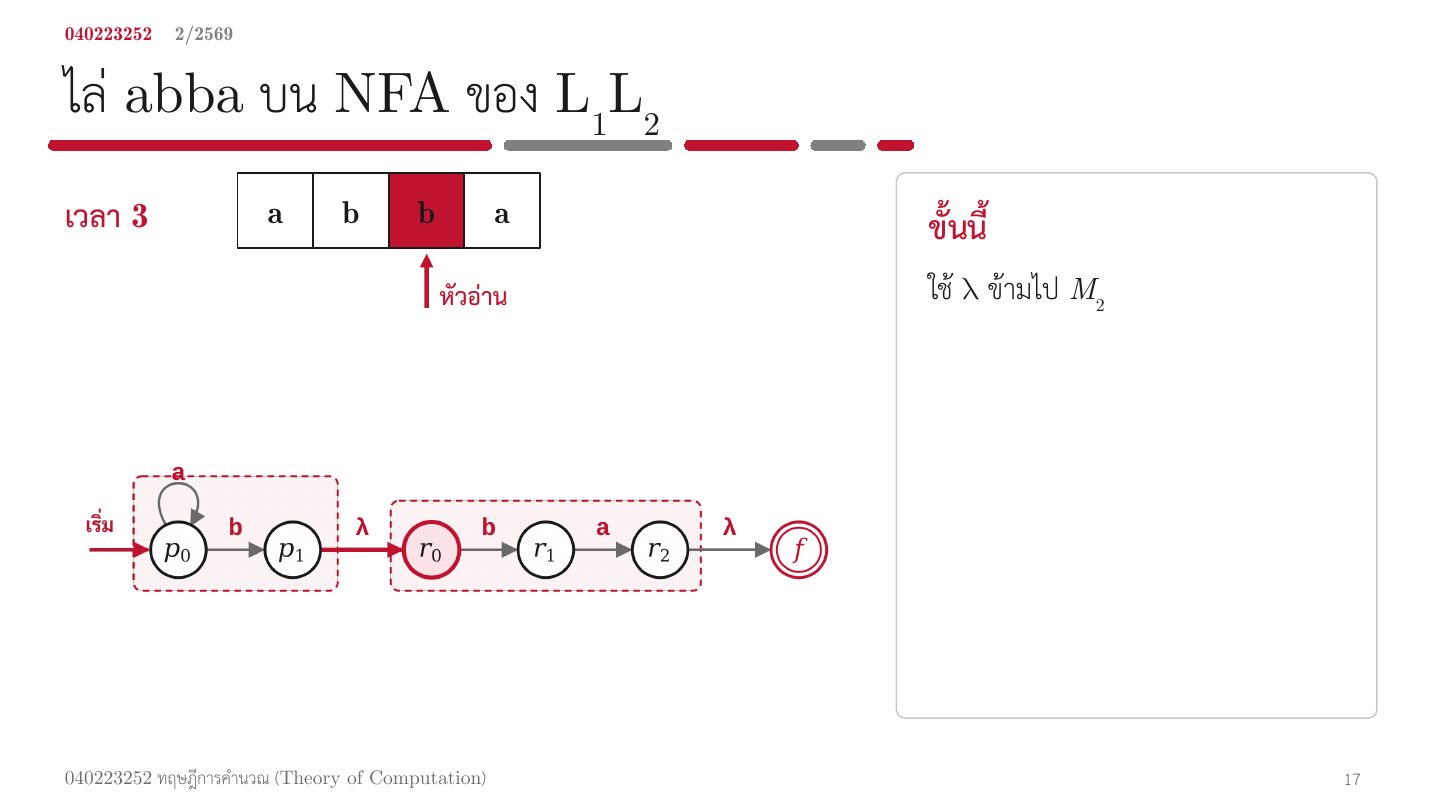 040223252 2/2569
ไล่ abba บน NFA ของ L₁L₂
เวลา 3
a b b a
หัวอ่าน
ขั้นนี้
ใช้ λ ข้ามไป M₂
a
เริ่ม b λ b a λ
p₀ p₁ r₀ r₁ r₂ f
040223252 ทฤษฎีการคำนวณ (Theory of Computation)
17